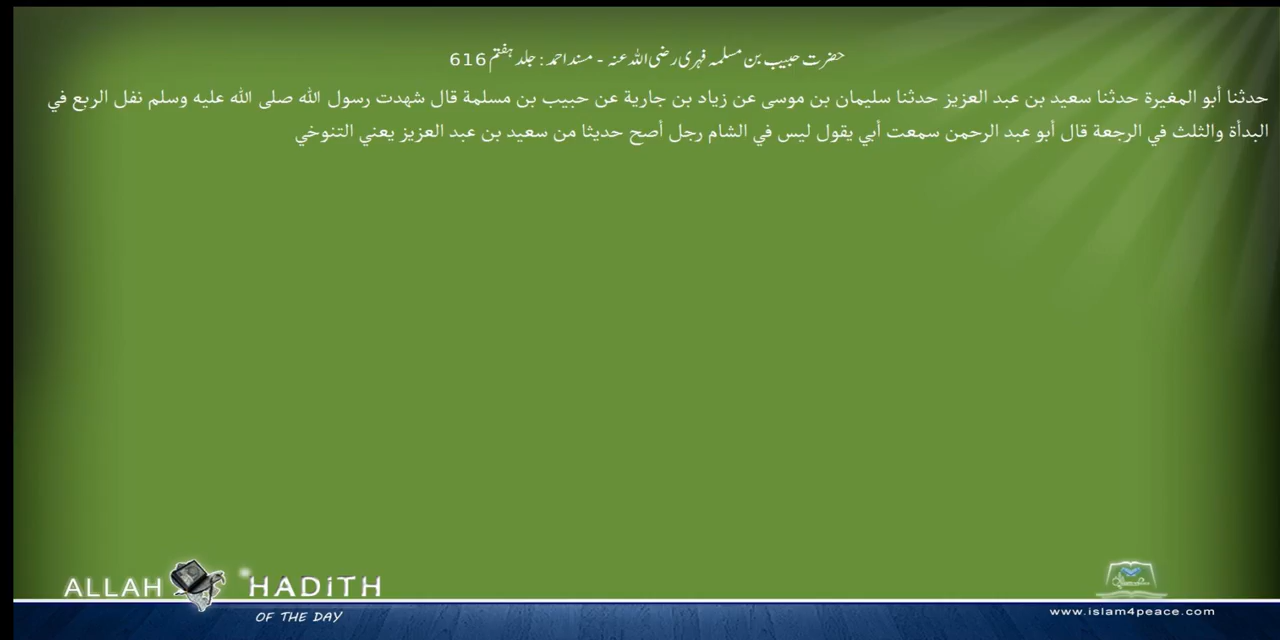 حضرت حبیب بن مسلمہ فہری رضی اللہ عنہ - مسند احمد : جلد ہفتم 616
حدثنا أبو المغيرة حدثنا سعيد بن عبد العزيز حدثنا سليمان بن موسى عن زياد بن جارية عن حبيب بن مسلمة قال شهدت رسول الله صلى الله عليه وسلم نفل الربع في
البدأة والثلث في الرجعة قال أبو عبد الرحمن سمعت أبي يقول ليس في الشام رجل أصح حديثا من سعيد بن عبد العزيز يعني التنوخي
ALLAH HADITH
OF THE DAY
www.islam4peace.com